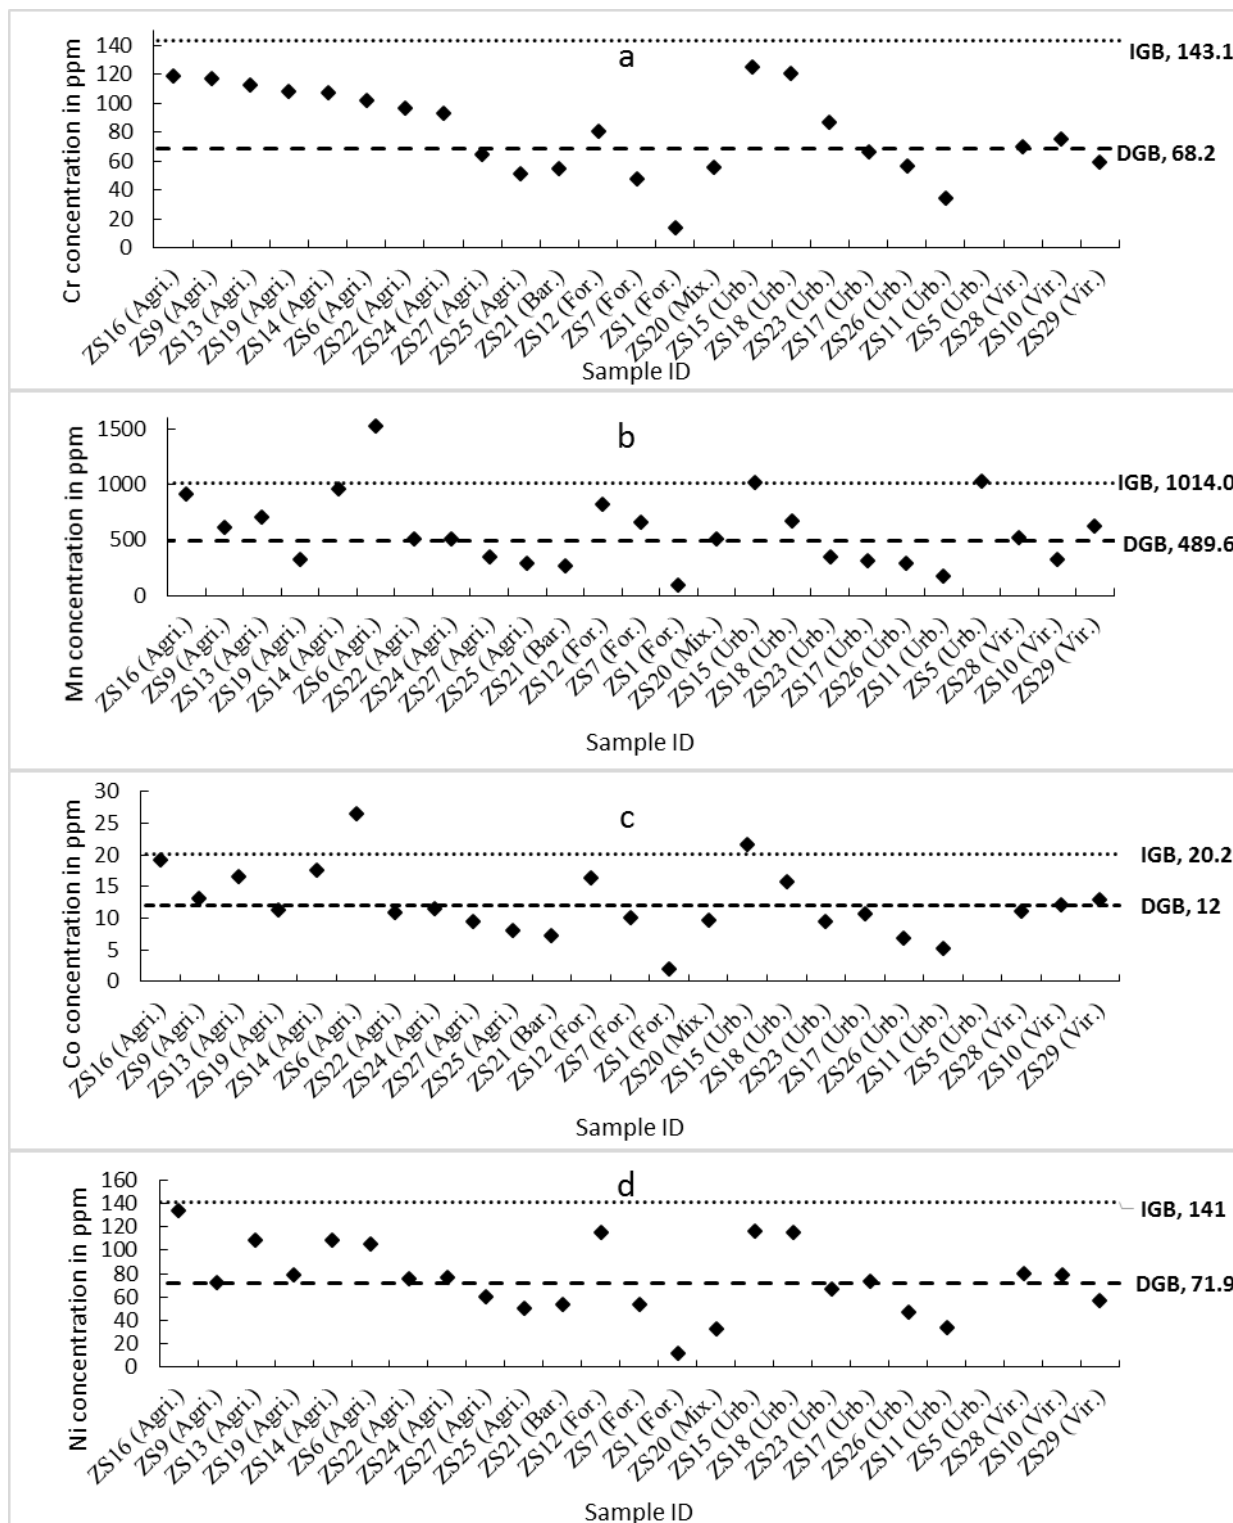 a
Cr concentration in ppm
140
120
100
80
60
40
20
0
IGB, 143.1
DGB, 68.2
ZS16 (Agri.)
ZS9 (Agri.)
ZS13 (Agri.)
ZS19 (Agri.)
ZS14 (Agri.)
ZS6 (Agri.)
ZS22 (Agri.)
ZS24 (Agri.)
ZS27 (Agri.)
ZS25 (Agri.)
ZS21 (Bar.)
ZS12 (For.)
ZS7 (For.)
ZS1 (For.)
ZS20 (Mix.)
ZS15 (Urb.)
ZS18 (Urb.)
ZS23 (Urb.)
ZS17 (Urb.)
ZS26 (Urb.)
ZS11 (Urb.)
ZS5 (Urb.)
ZS28 (Vir.)
ZS10 (Vir.)
ZS29 (Vir.)
Sample ID
b
Mn concentration in ppm
1500
1000
500
0
IGB, 1014.0
DGB, 489.6
ZS16 (Agri.)
ZS9 (Agri.)
ZS13 (Agri.)
ZS19 (Agri.)
ZS14 (Agri.)
ZS6 (Agri.)
ZS22 (Agri.)
ZS24 (Agri.)
ZS27 (Agri.)
ZS25 (Agri.)
ZS21 (Bar.)
ZS12 (For.)
ZS7 (For.)
ZS1 (For.)
ZS20 (Mix.)
ZS15 (Urb.)
ZS18 (Urb.)
ZS23 (Urb.)
ZS17 (Urb.)
ZS26 (Urb.)
ZS11 (Urb.)
ZS5 (Urb.)
ZS28 (Vir.)
ZS10 (Vir.)
ZS29 (Vir.)
Sample ID
c
Co concentration in ppm
30
25
20
15
10
5
0
IGB, 20.2
DGB, 12
ZS16 (Agri.)
ZS9 (Agri.)
ZS13 (Agri.)
ZS19 (Agri.)
ZS14 (Agri.)
ZS6 (Agri.)
ZS22 (Agri.)
ZS24 (Agri.)
ZS27 (Agri.)
ZS25 (Agri.)
ZS21 (Bar.)
ZS12 (For.)
ZS7 (For.)
ZS1 (For.)
ZS20 (Mix.)
ZS15 (Urb.)
ZS18 (Urb.)
ZS23 (Urb.)
ZS17 (Urb.)
ZS26 (Urb.)
ZS11 (Urb.)
ZS5 (Urb.)
ZS28 (Vir.)
ZS10 (Vir.)
ZS29 (Vir.)
Sample ID
d
Ni concentration in ppm
160
140
120
100
80
60
40
20
0
IGB, 141
DGB, 71.9
ZS16 (Agri.)
ZS9 (Agri.)
ZS13 (Agri.)
ZS19 (Agri.)
ZS14 (Agri.)
ZS6 (Agri.)
ZS22 (Agri.)
ZS24 (Agri.)
ZS27 (Agri.)
ZS25 (Agri.)
ZS21 (Bar.)
ZS12 (For.)
ZS7 (For.)
ZS1 (For.)
ZS20 (Mix.)
ZS15 (Urb.)
ZS18 (Urb.)
ZS23 (Urb.)
ZS17 (Urb.)
ZS26 (Urb.)
ZS11 (Urb.)
ZS5 (Urb.)
ZS28 (Vir.)
ZS10 (Vir.)
ZS29 (Vir.)
Sample ID